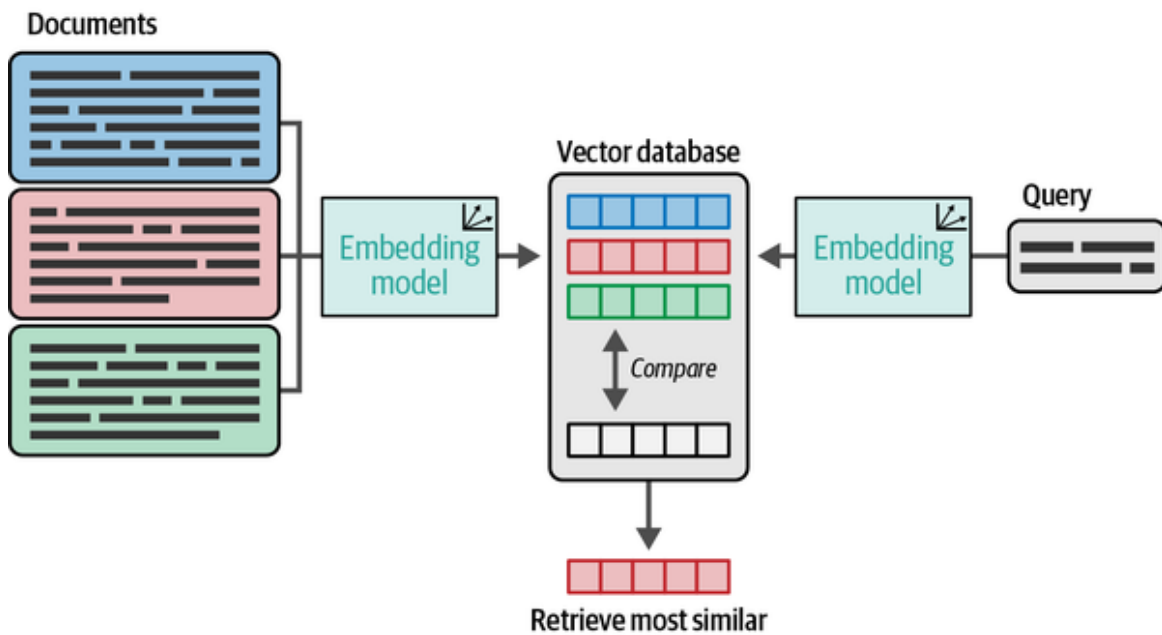 Documents
Vector database
Query
Embedding
model
Embedding
model
Compare
Retrieve most similar